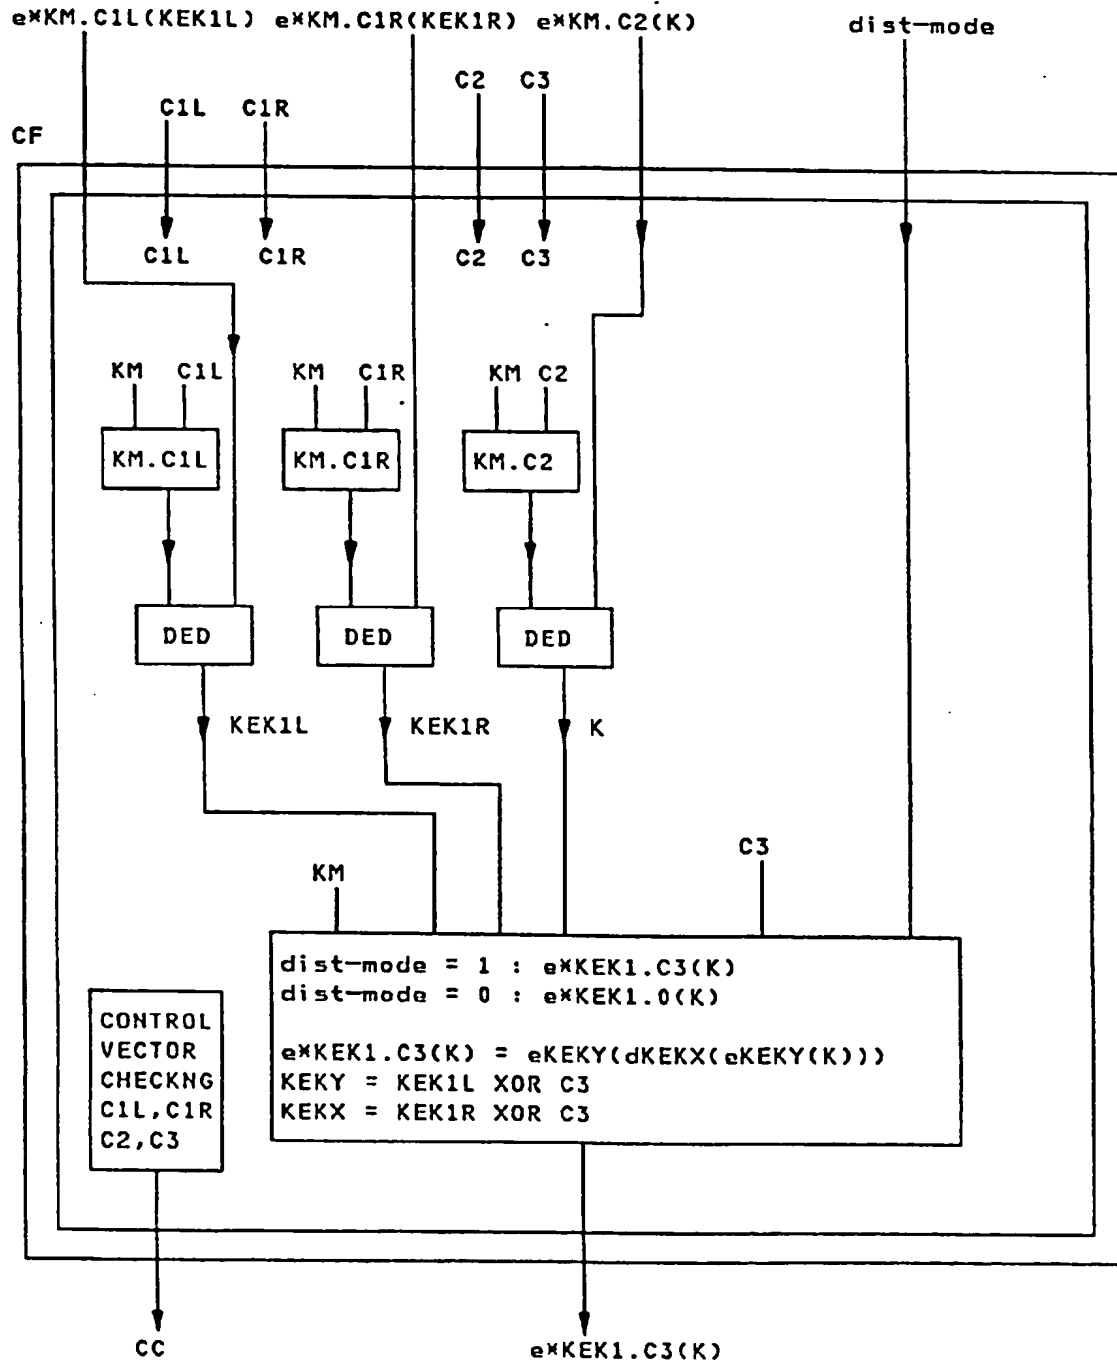 e*KM.C1L(KEK1L) e*KM.C1R(KEK1R) e*KM.C2(K) dist-mode
C2 C3
C1L C1R
CF
C1L C1R C2 C3
KM C1L KM C1R KM C2
KM.C1L KM.C1R KM.C2
DED DED DED
KEK1L KEK1R K
C3
KM
dist-mode = 1 : e*KEK1.C3(K)
dist-mode = 0 : e*KEK1.0(K)
e*KEK1.C3(K) = eKEKY(dKEKX(eKEKY(K)))
KEKY = KEK1L XOR C3
KEKX = KEK1R XOR C3
CONTROL
VECTOR
CHECKNG
C1L,C1R
C2,C3
CC e*KEK1.C3(K)